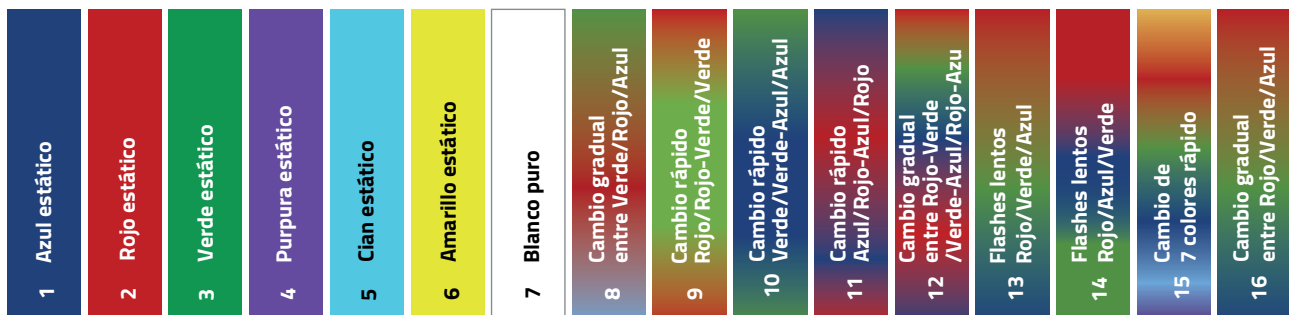 1 Azul estático
2 Rojo estático
3 Verde estático
4 Purpura estático
5 Cian estático
6 Amarillo estático
7 Blanco puro
8 Cambio gradual
entre Verde/Rojo/Azul
9 Cambio rápido
Rojo/Rojo-Verde/Verde
10 Cambio rápido
Verde/Verde-Azul/Azul
11 Cambio rápido
Azul/Rojo-Azul/Rojo
12 Cambio gradual
entre Rojo-Verde
/Verde-Azul/Rojo-Azu
13 Flashes lentos
Rojo/Verde/Azul
14 Flashes lentos
Rojo/Azul/Verde
15 Cambio de
7 colores rápido
16 Cambio gradual
entre Rojo/Verde/Azul